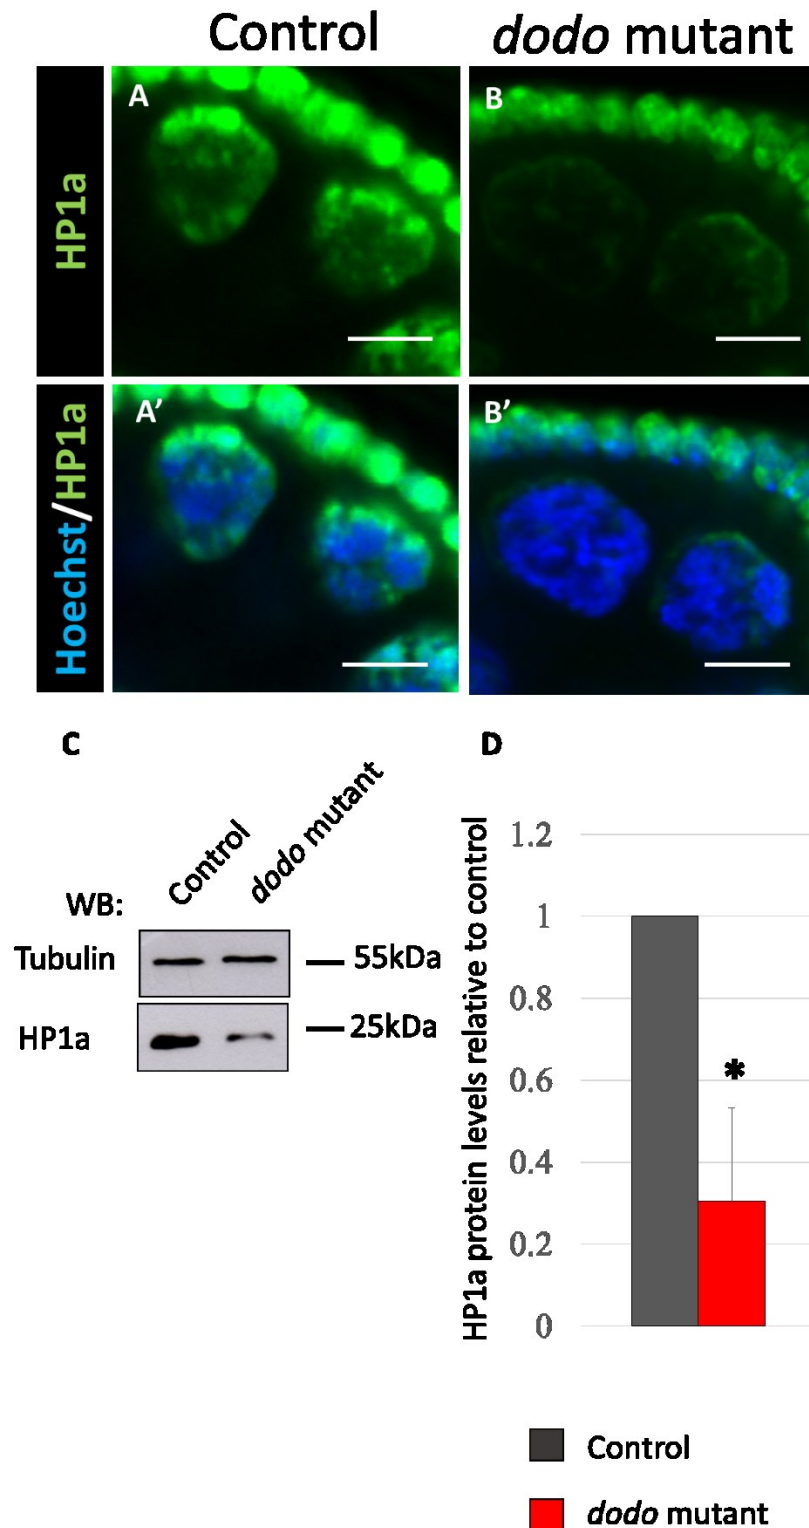 Control
dodo mutant
HP1a
A
B
Hoechst/HP1a
A’
B’
C
D
WB:
Control
dodo mutant
Tubulin
55kDa
HP1a
25kDa
HP1a protein levels relative to control
1.2
1
0.8
0.6
0.4
0.2
0
*
Control
dodo mutant